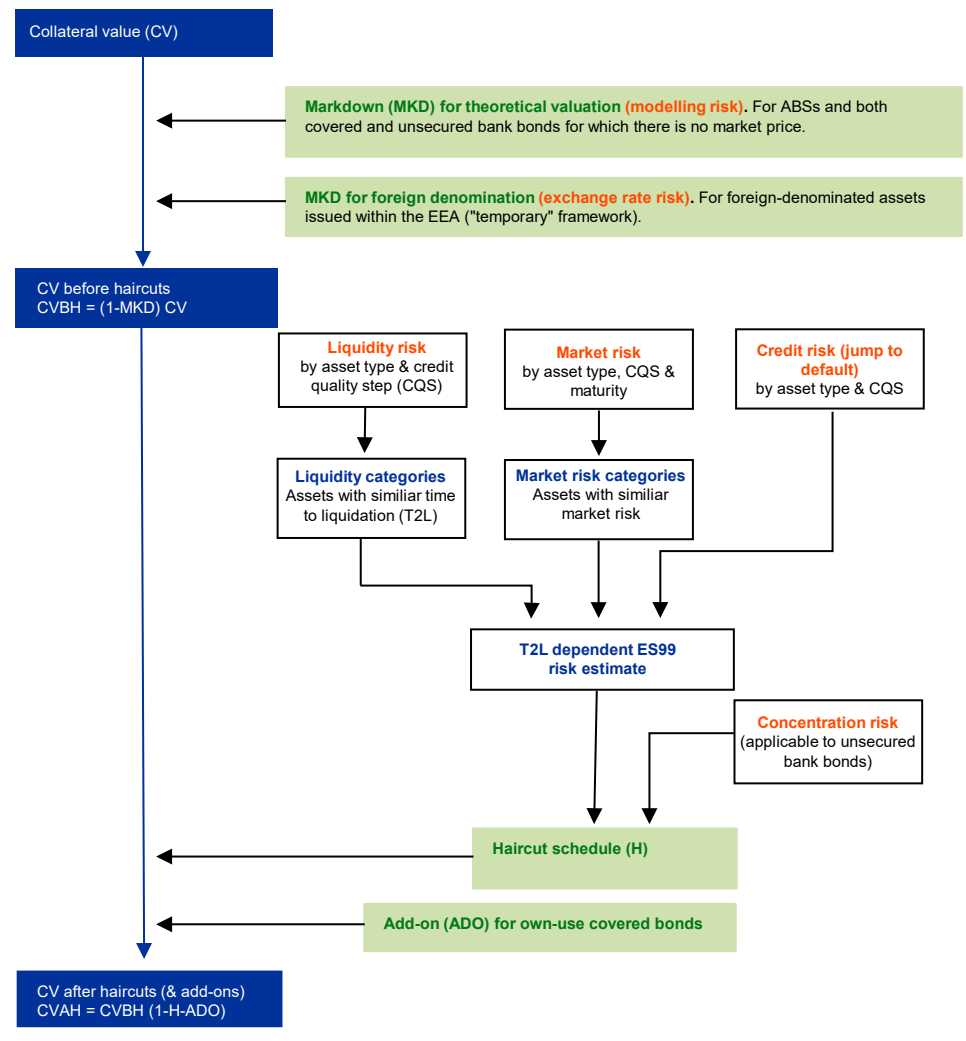 Collateral value (CV)
Markdown (MKD) for theoretical valuation (modelling risk). For ABSs and both
covered and unsecured bank bonds for which there is no market price.
MKD for foreign denomination (exchange rate risk). For foreign-denominated assets
issued within the EEA ("temporary" framework).
CV before haircuts
CVBH = (1-MKD) CV
Liquidity risk
by asset type & credit
quality step (CQS)
Market risk
by asset type, CQS &
maturity
Credit risk (jump to
default)
by asset type & CQS
Liquidity categories
Assets with similiar time
to liquidation (T2L)
Market risk categories
Assets with similiar
market risk
T2L dependent ES99
risk estimate
Concentration risk
(applicable to unsecured
bank bonds)
Haircut schedule (H)
Add-on (ADO) for own-use covered bonds
CV after haircuts (& add-ons)
CVAH = CVBH (1-H-ADO)